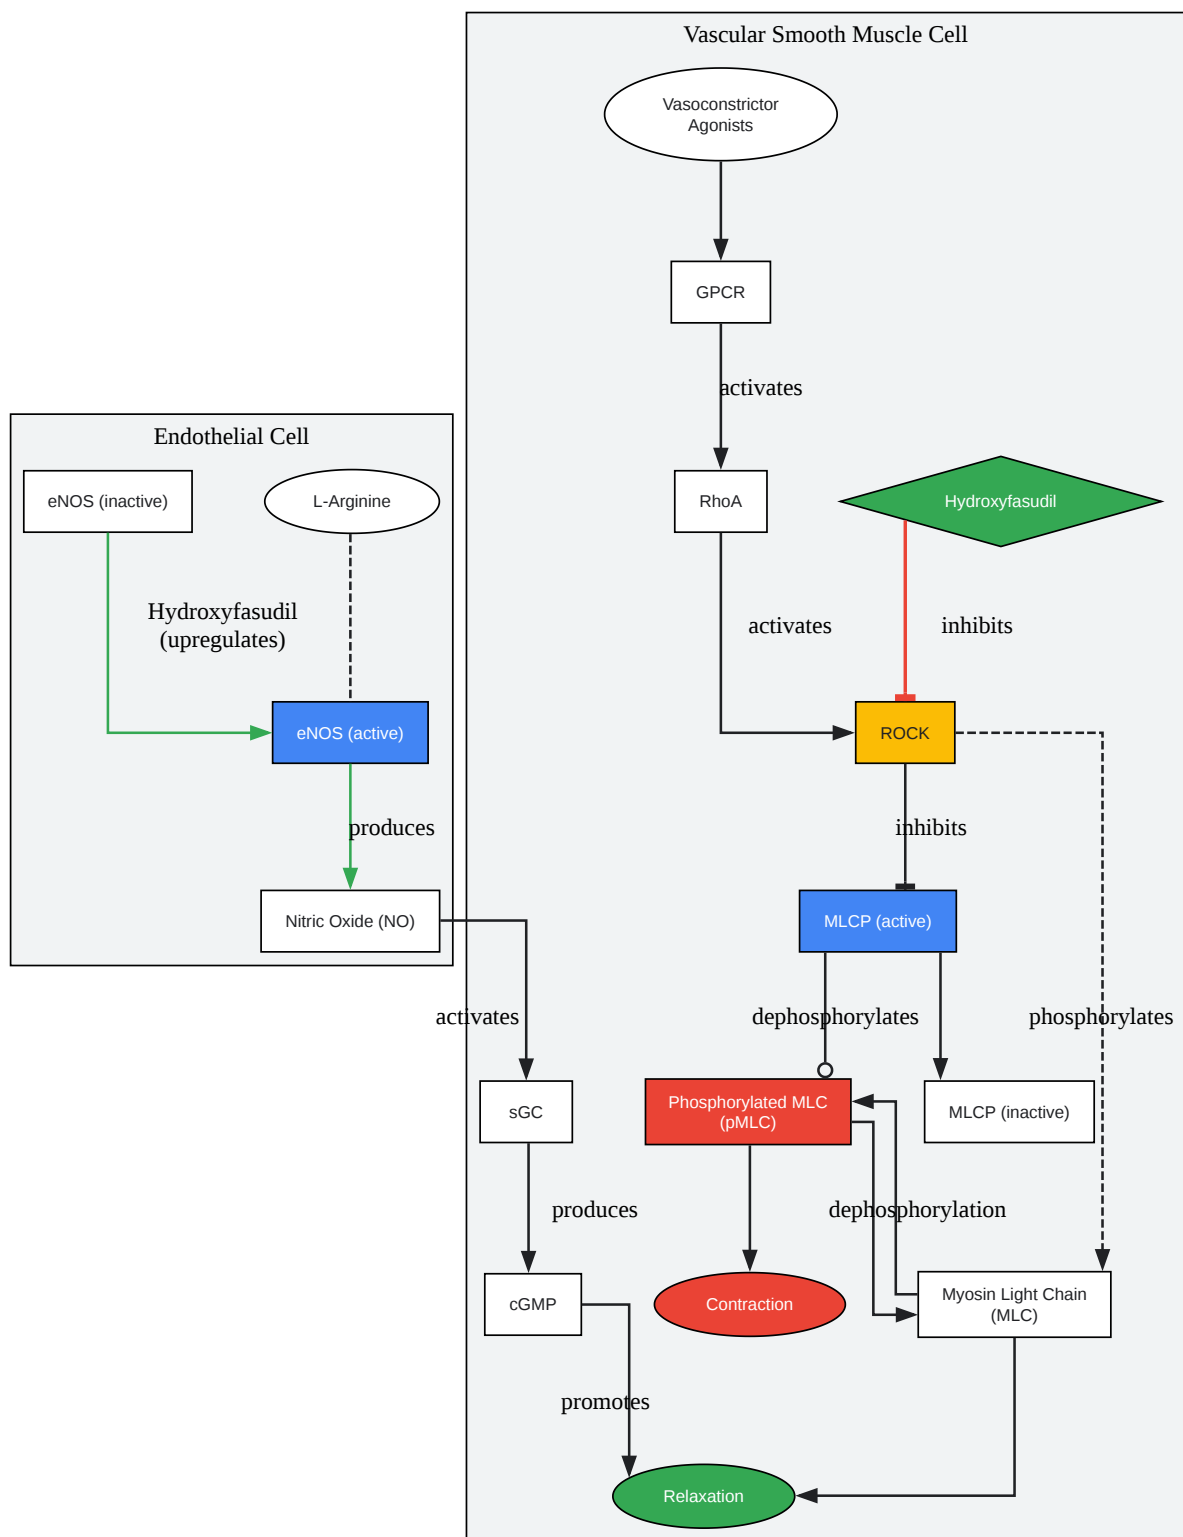 Vascular Smooth Muscle Cell
Vasoconstrictor
Agonists
GPCR
activates
Endothelial Cell
eNOS (inactive)
L-Arginine
RhoA
Hydroxyfasudil
Hydroxyfasudil
(upregulates)
activates
inhibits
eNOS (active)
ROCK
produces
inhibits
Nitric Oxide (NO)
MLCP (active)
activates
dephosphorylates
phosphorylates
sGC
Phosphorylated MLC
(pMLC)
MLCP (inactive)
produces
dephosphorylation
cGMP
Contraction
Myosin Light Chain
(MLC)
promotes
Relaxation